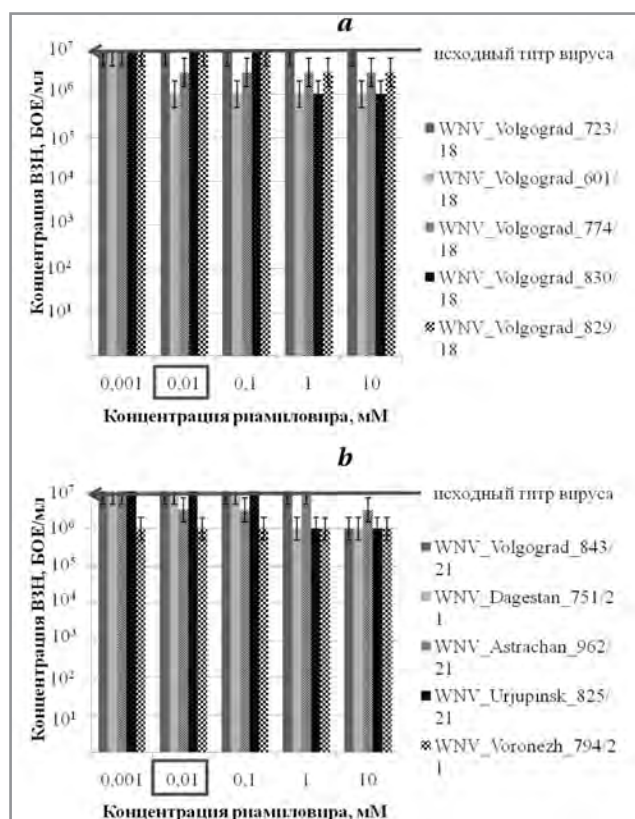 a
10⁷
исходный титр вируса
10⁶
10⁵
10⁴
10³
10²
10¹
Концентрация ВЗН, БОЕ/мл
WNV_Volgograd_723/
18
WNV_Volgograd_601/
18
WNV_Volgograd_774/
18
WNV_Volgograd_830/
18
WNV_Volgograd_829/
18
0,001 0,01 0,1 1 10
Концентрация риамиловира, мМ
b
10⁷
исходный титр вируса
10⁶
10⁵
10⁴
10³
10²
10¹
Концентрация ВЗН, БОЕ/мл
WNV_Volgograd_843/
21
WNV_Dagestan_751/2
1
WNV_Astrachan_962/
21
WNV_Urjupinsk_825/
21
WNV_Voronezh_794/2
1
0,001 0,01 0,1 1 10
Концентрация риамиловира, мМ